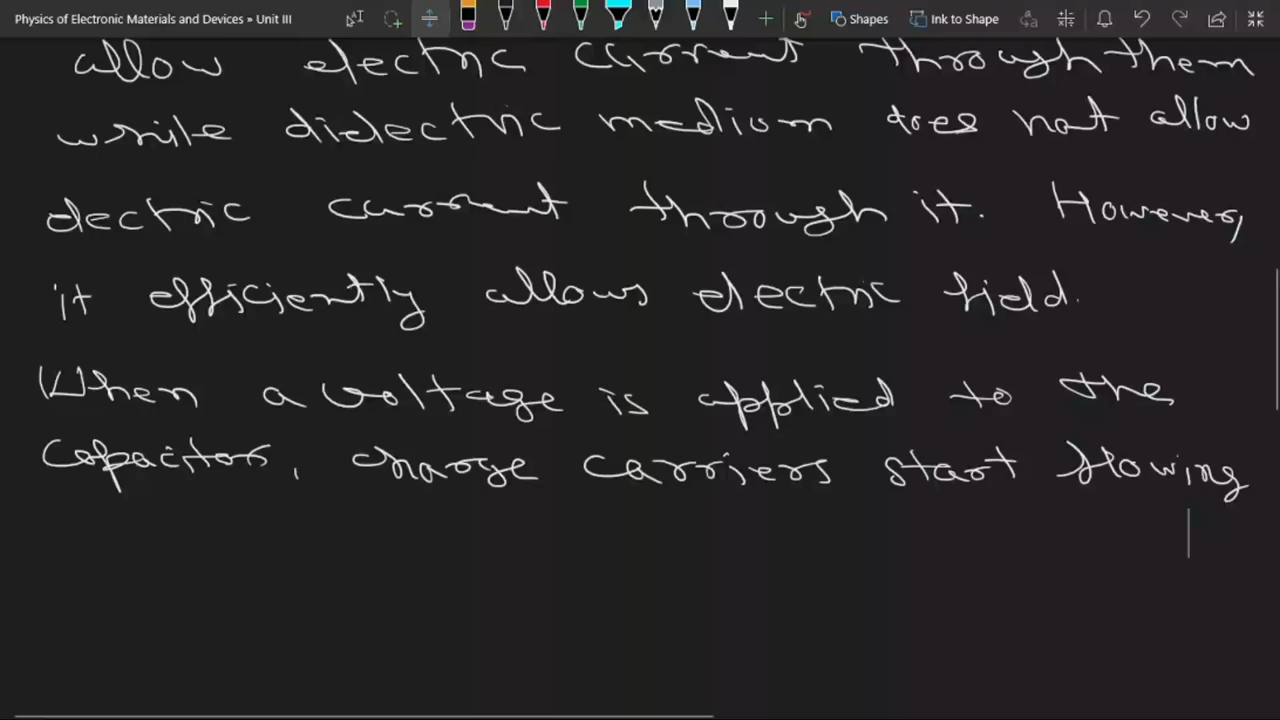 Physics of Electronic Materials and Devices » Unit III
Shapes
Ink to Shape
allow electric current through them
while dielectric medium does not allow
electric current through it. However,
it efficiently allows electric field.
When a voltage is applied to the
capacitor, charge carriers start flowing